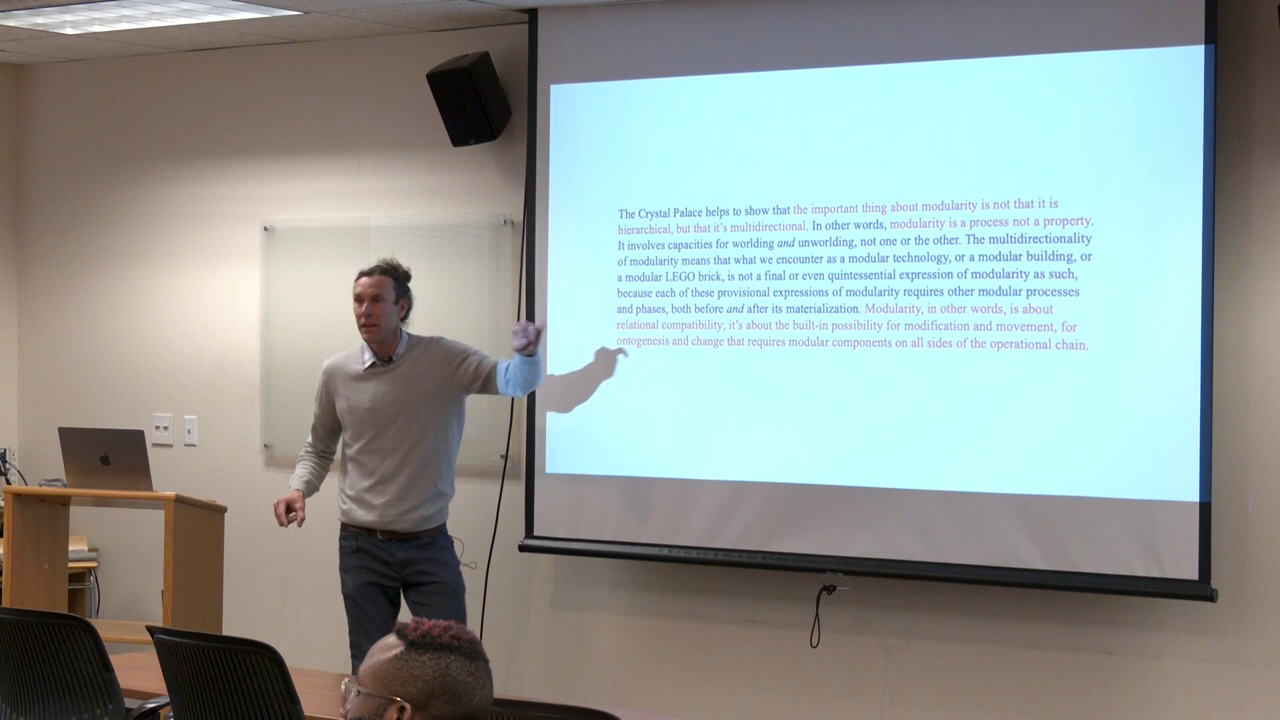 The Crystal Palace helps to show that the important thing about modularity is not that it is
hierarchical, but that it's multidirectional. In other words, modularity is a process not a property.
It involves capacities for worlding and unworlding, not one or the other. The multidirectionality
of modularity means that what we encounter as a modular technology, or a modular building, or
a modular LEGO brick, is not a final or even quintessential expression of modularity as such,
because each of these provisional expressions of modularity requires other modular processes
and phases, both before and after its materialization. Modularity, in other words, is about
relational compatibility; it's about the built-in possibility for modification and movement, for
ontogenesis and change that requires modular components on all sides of the operational chain.